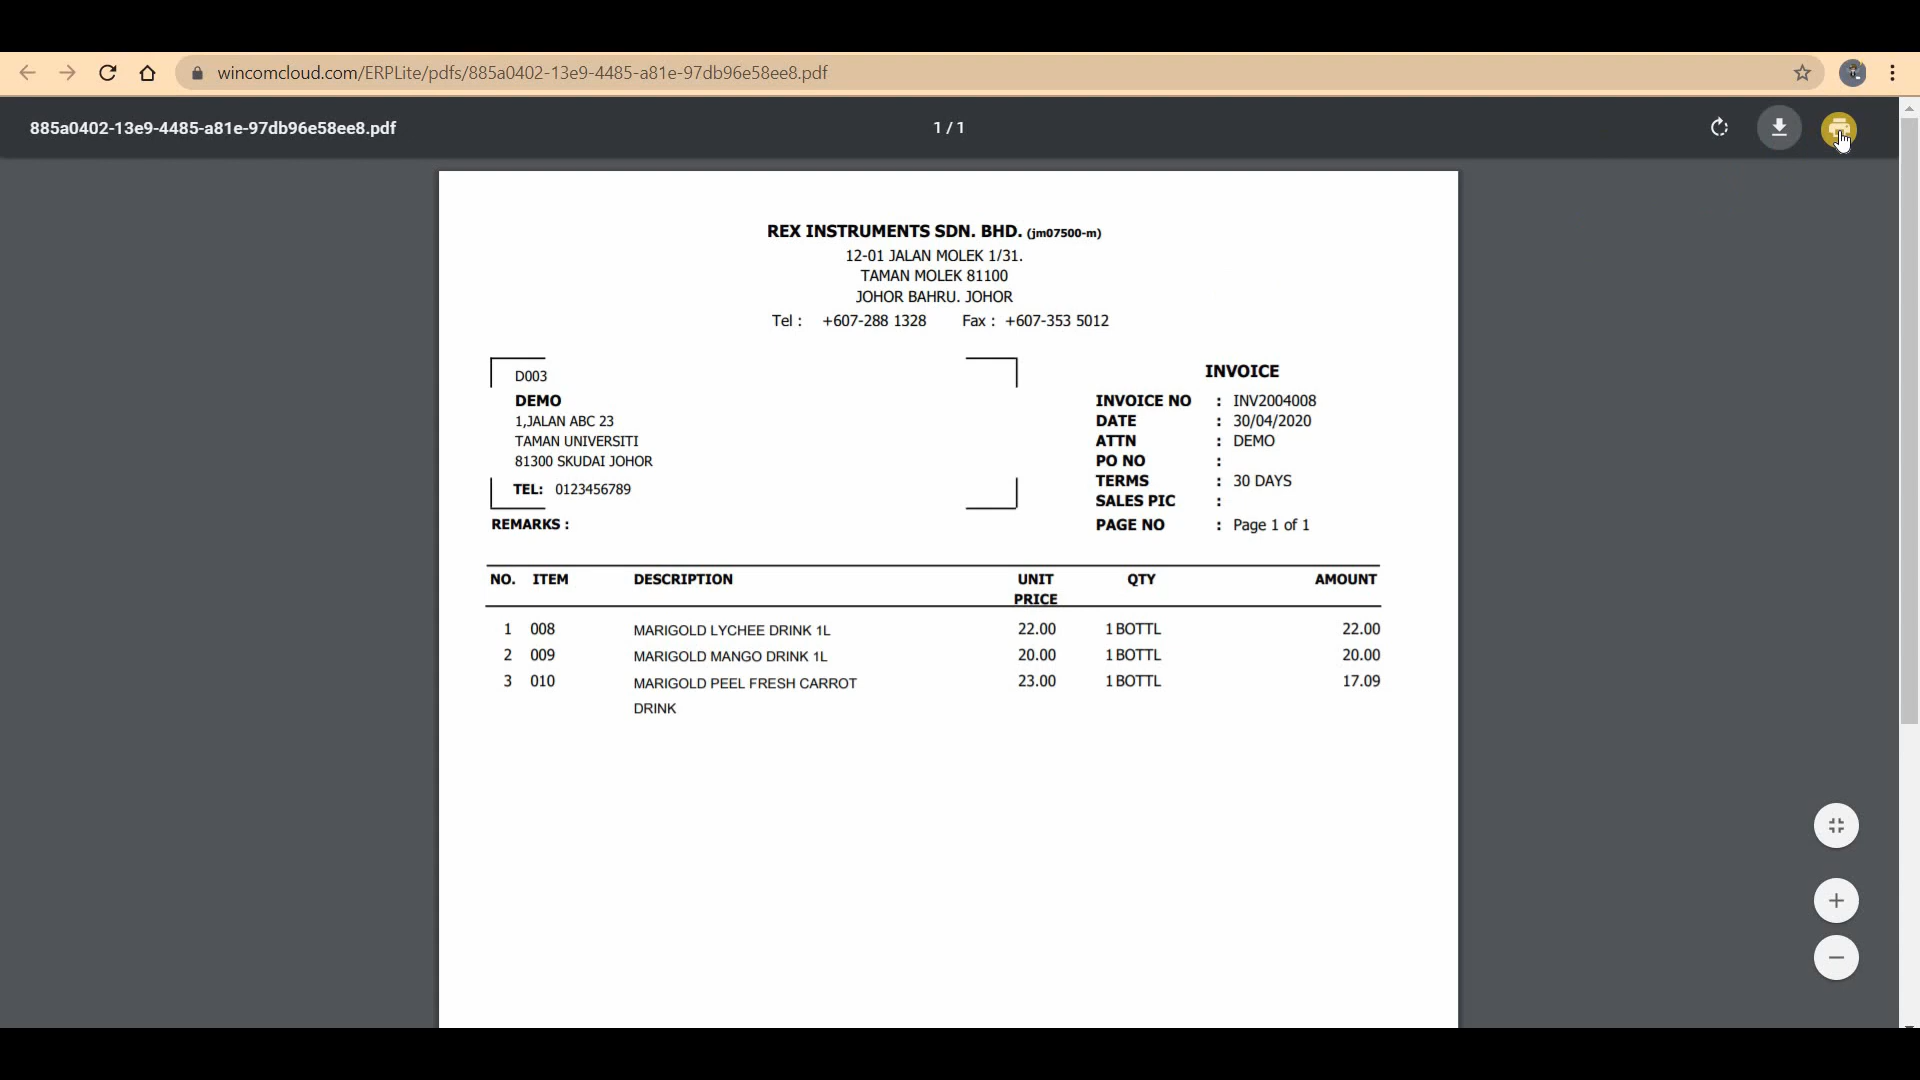 wincomcloud.com/ERPLite/pdfs/885a0402-13e9-4485-a81e-97db96e58ee8.pdf
885a0402-13e9-4485-a81e-97db96e58ee8.pdf 1 / 1
REX INSTRUMENTS SDN. BHD. (jm07500-m)
12-01 JALAN MOLEK 1/31.
TAMAN MOLEK 81100
JOHOR BAHRU. JOHOR
Tel : +607-288 1328 Fax : +607-353 5012
D003
DEMO
1,JALAN ABC 23
TAMAN UNIVERSITI
81300 SKUDAI JOHOR
TEL: 0123456789
REMARKS :
INVOICE
INVOICE NO : INV2004008
DATE : 30/04/2020
ATTN : DEMO
PO NO :
TERMS : 30 DAYS
SALES PIC :
PAGE NO : Page 1 of 1
NO. ITEM DESCRIPTION UNIT QTY AMOUNT
PRICE
1 008 MARIGOLD LYCHEE DRINK 1L 22.00 1 BOTTL 22.00
2 009 MARIGOLD MANGO DRINK 1L 20.00 1 BOTTL 20.00
3 010 MARIGOLD PEEL FRESH CARROT 23.00 1 BOTTL 17.09
DRINK